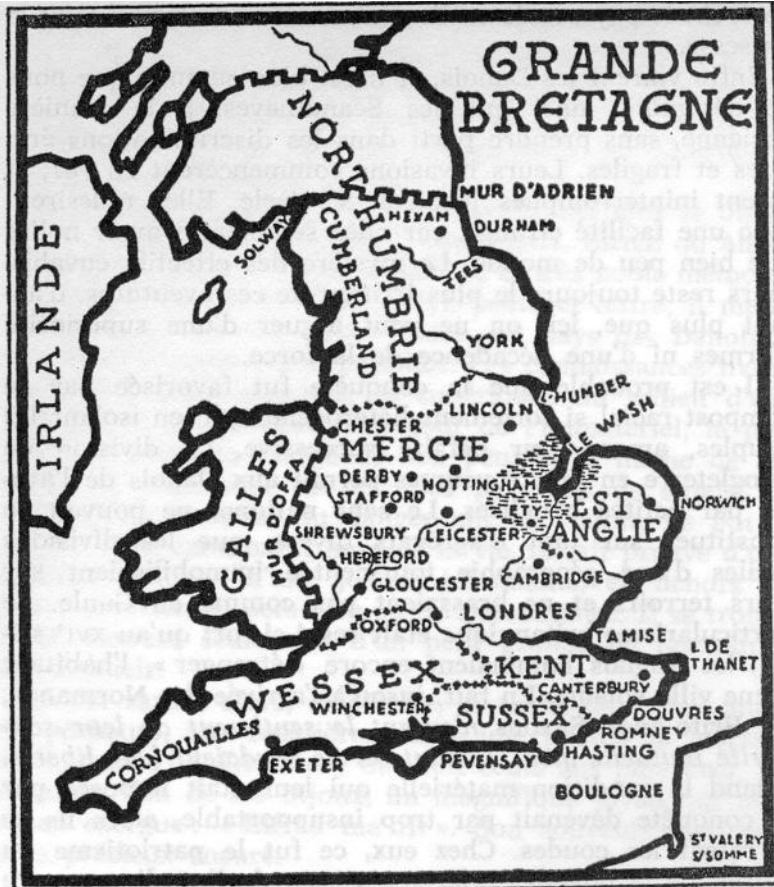 GRANDE
BRETAGNE
NORTHUMBRE
MUR D'ADRIEN
HEXAM
DURHAM
SOLWAY
CUMBERLAND
TEES
IRLANDE
YORK
L'HUMBER
LINCOLN
CHESTER
LE WASH
MERCIE
DERBY
NOTTINGHAM
STAFFORD
EST
ANGLIE
NORWICH
ETY
GALLES
MUR D'OFFA
SHREWSBURY
LEICESTER
HEREFORD
CAMBRIDGE
GLOUCESTER
LONDRES
OXFORD
TAMISE
I. DE
THANET
WESSEX
KENT
CANTERBURY
WINCHESTER
SUSSEX
DOUVRES
ROMNEY
HASTING
CORNOUAILLES
EXETER
PEVENSAY
BOULOGNE
ST VALERY
S/SOMME